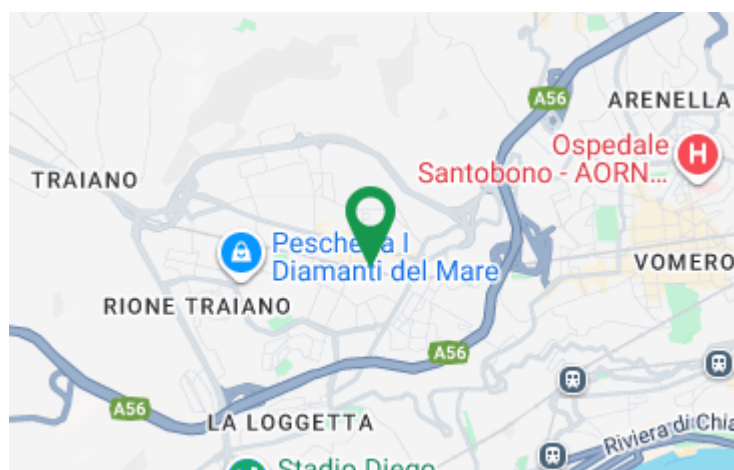 A56
ARENELLA
Ospedale
Santobono - AORN...
H
TRAIANO
Pescheria I
Diamanti del Mare
VOMERO
RIONE TRAIANO
A56
A56
LA LOGGETTA
Riviera di Chia
Stadio Diego